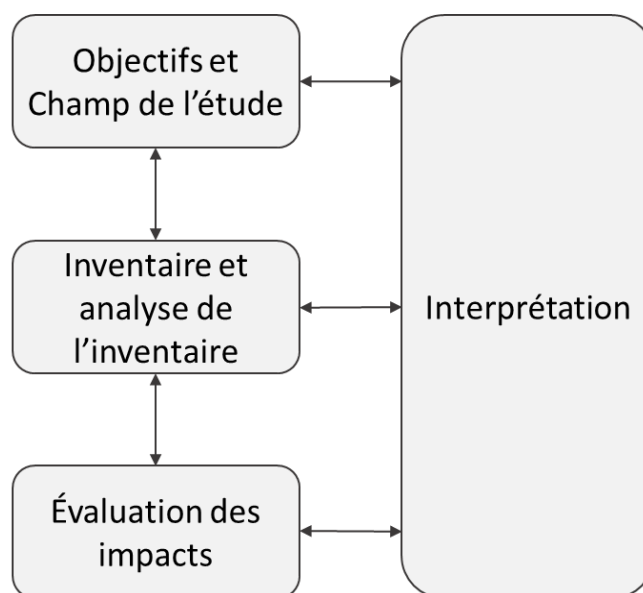 Objectifs et
Champ de l’étude
Inventaire et
analyse de
l’inventaire
Interprétation
Évaluation des
impacts